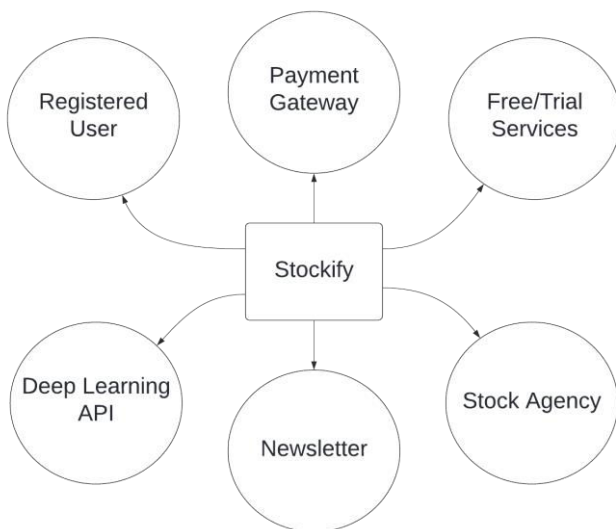 Registered
User
Payment
Gateway
Free/Trial
Services
Stockify
Deep Learning
API
Newsletter
Stock Agency